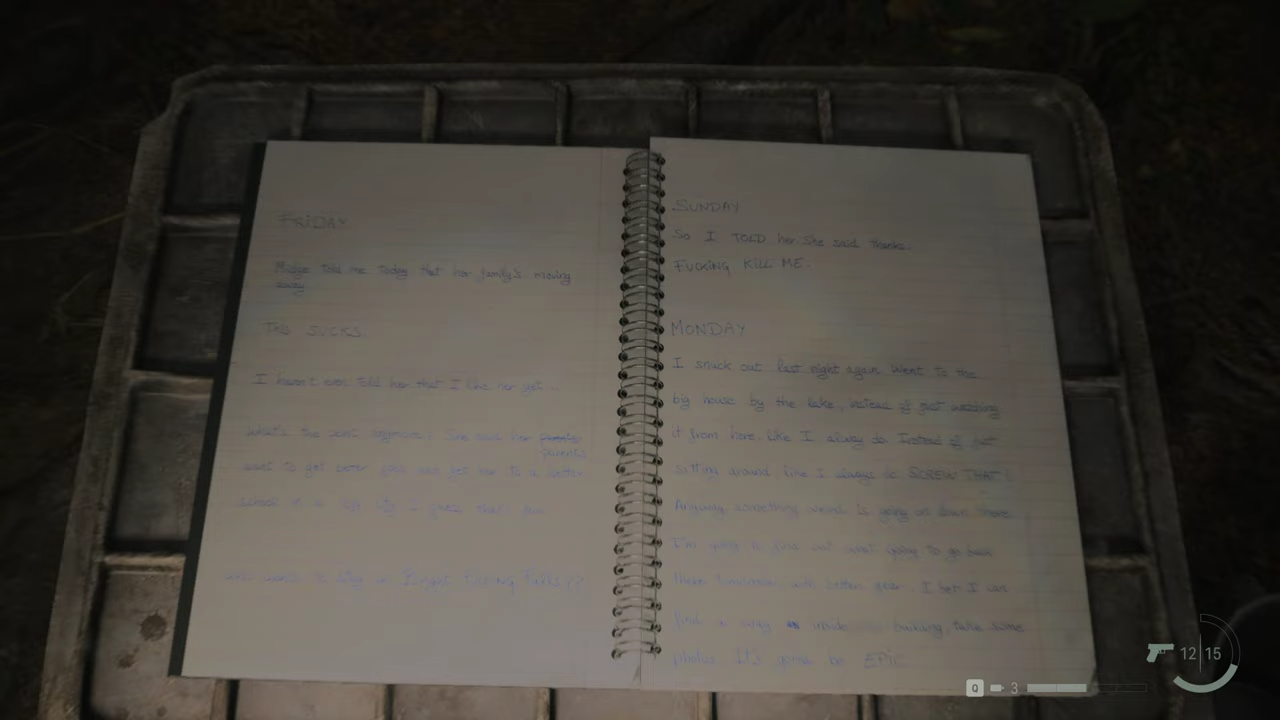 FRIDAY
Midge told me today that her family's moving
away
THIS SUCKS.
I haven't even told her that I like her yet...
What's the point anymore. She said her parents
parents
want to get better jobs and get her to a better
school in a big city I guess that's fair
who wants to stay in Bright FUCKING Falls??
SUNDAY
So I TOLD her. She said thanks.
FUCKING KILL ME.
MONDAY
I snuck out last night again. Went to the
big house by the lake, instead of just watching
it from here, like I always do. Instead of just
sitting around like I always do SCREW THAT!
Anyway, something weird is going on down there
I'm going to find out what going to go back
there tomorrow, with better gear. I bet I can
find a way inside building, take some
photos. It's gonna be EPIC
Q 3
12 15